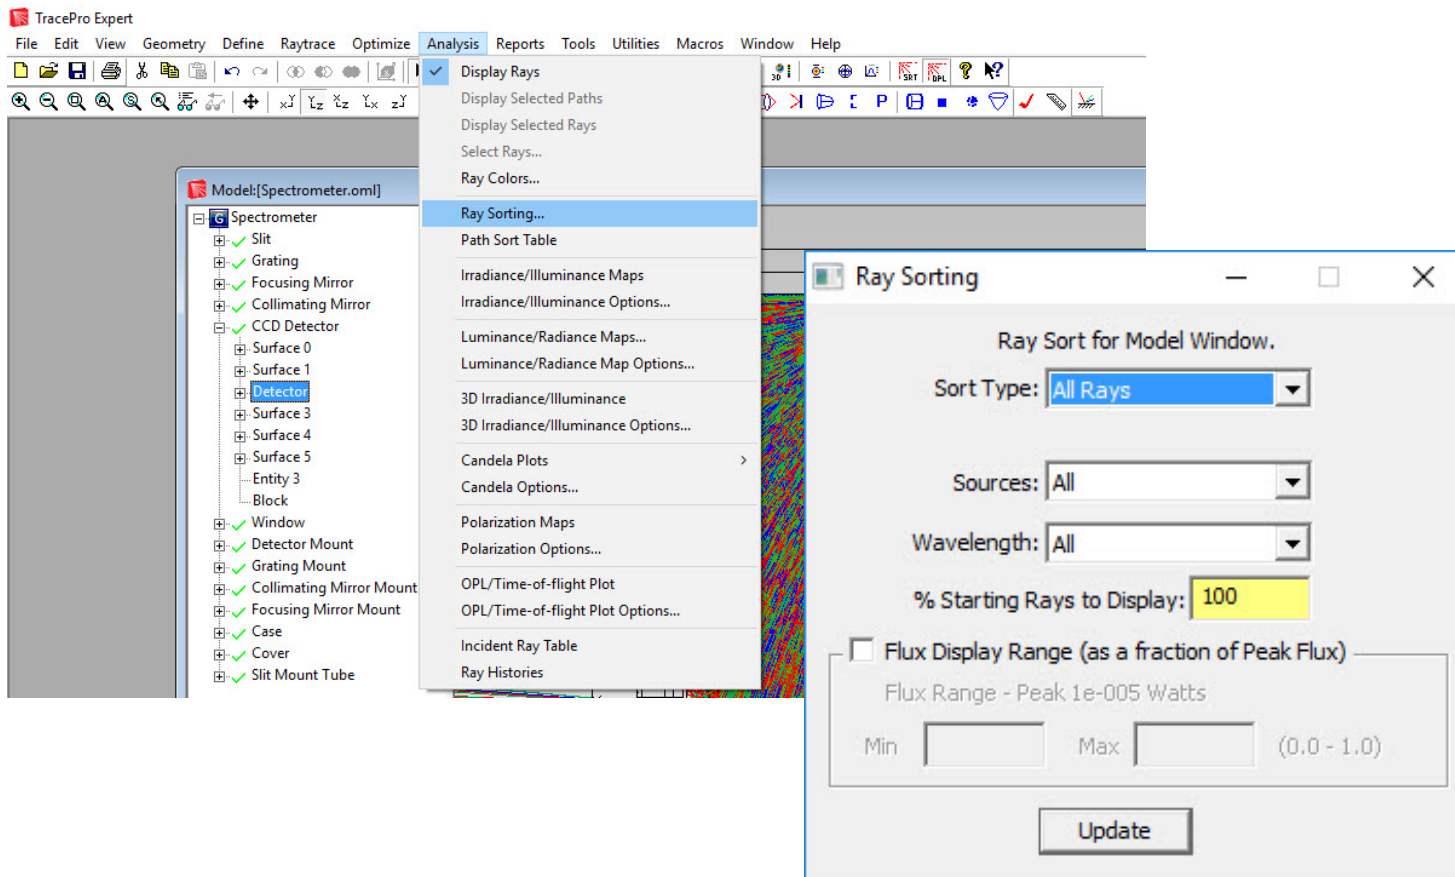 TracePro Expert
File Edit View Geometry Define Raytrace Optimize Analysis Reports Tools Utilities Macros Window Help
Display Rays
Display Selected Paths
Display Selected Rays
Select Rays...
Ray Colors...
Ray Sorting...
Path Sort Table
Irradiance/Illuminance Maps
Irradiance/Illuminance Options...
Luminance/Radiance Maps...
Luminance/Radiance Map Options...
3D Irradiance/Illuminance
3D Irradiance/Illuminance Options...
Candela Plots
Candela Options...
Polarization Maps
Polarization Options...
OPL/Time-of-flight Plot
OPL/Time-of-flight Plot Options...
Incident Ray Table
Ray Histories
Model:[Spectrometer.oml]
Spectrometer
Slit
Grating
Focusing Mirror
Collimating Mirror
CCD Detector
Surface 0
Surface 1
Detector
Surface 3
Surface 4
Surface 5
Entity 3
Block
Window
Detector Mount
Grating Mount
Collimating Mirror Mount
Focusing Mirror Mount
Case
Cover
Slit Mount Tube
Ray Sorting
Ray Sort for Model Window.
Sort Type: All Rays
Sources: All
Wavelength: All
% Starting Rays to Display: 100
Flux Display Range (as a fraction of Peak Flux)
Flux Range - Peak 1e-005 Watts
Min Max (0.0 - 1.0)
Update